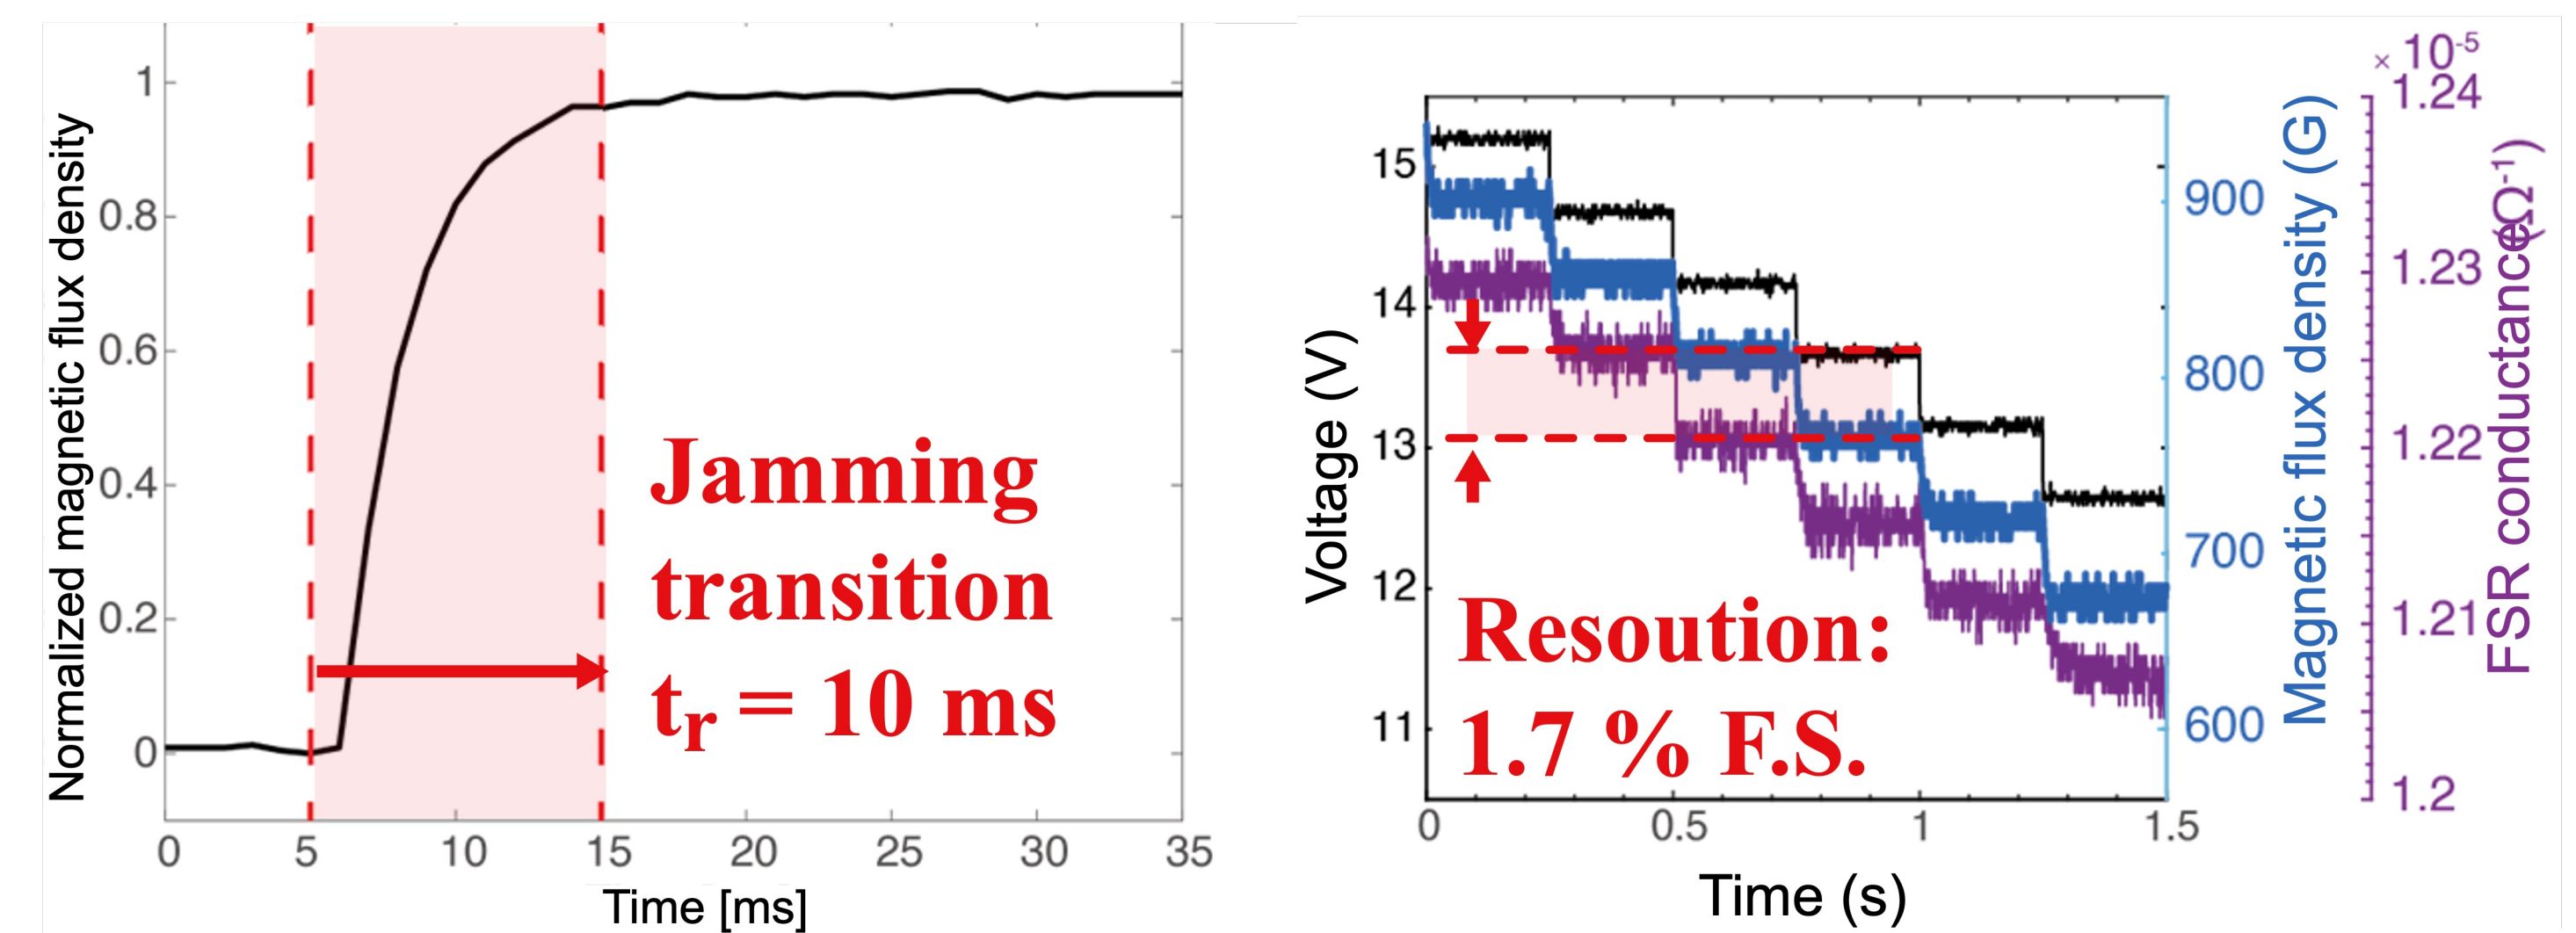 Normalized magnetic flux density
1
0.8
0.6
0.4
0.2
0
0 5 10 15 20 25 30 35
Time [ms]
Jamming
transition
tr = 10 ms
Voltage (V)
15
14
13
12
11
0 0.5 1 1.5
Time (s)
Resoution:
1.7 % F.S.
900
800
700
600
Magnetic flux density (G)
× 10-5
1.24
1.23
1.22
1.21
1.2
FSR conductance (Ω-1)